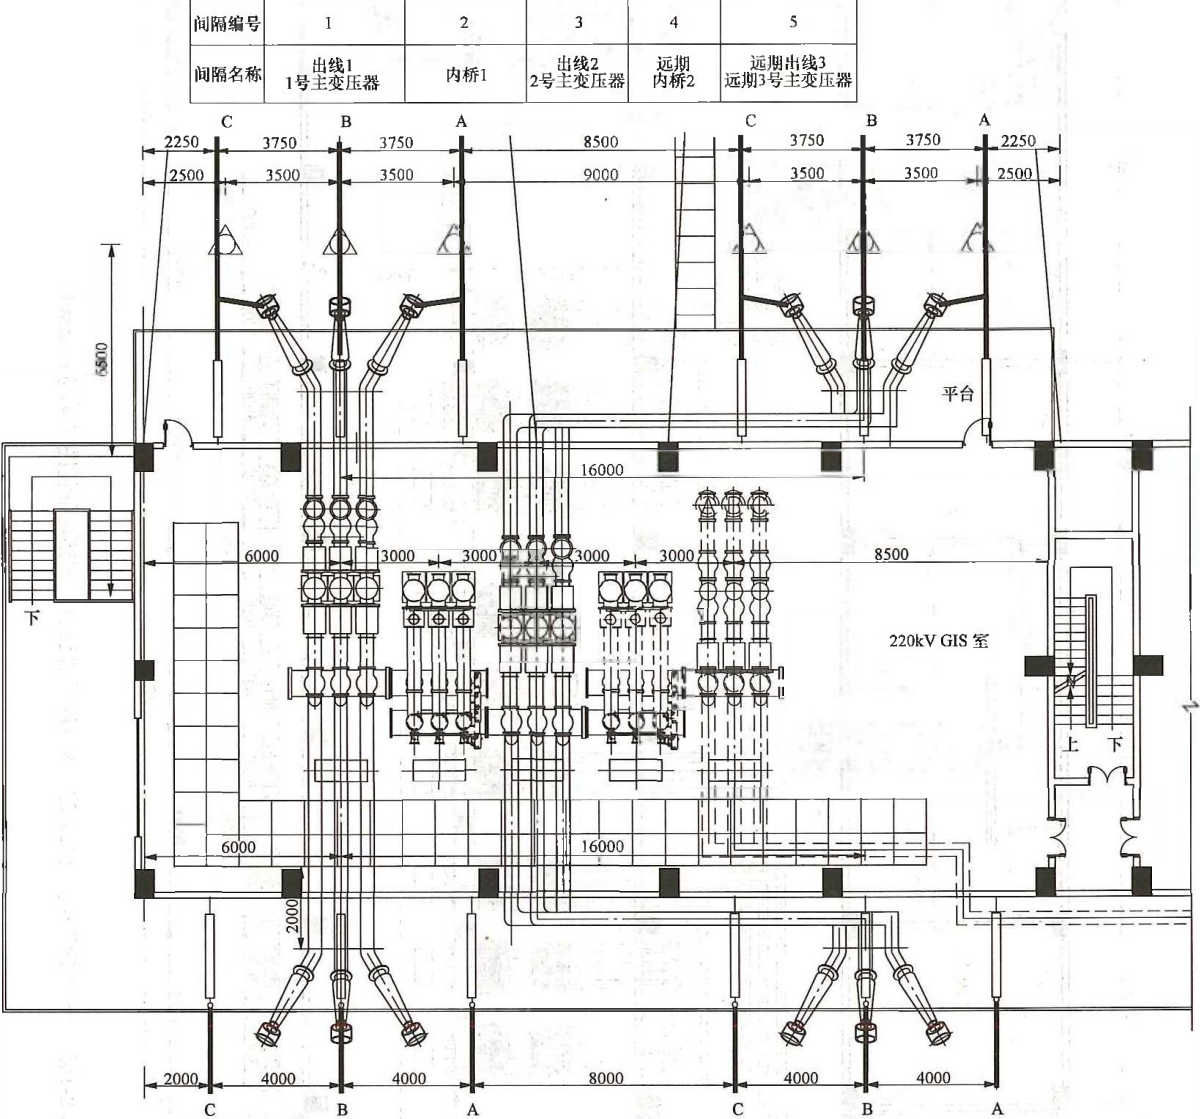 间隔编号 1 2 3 4 5
出线1 出线2 远期 远期出线3
间隔名称 内桥1
1号主变压器 2号主变压器 内桥2 远期3号主变压器
C B A C B A
2250 3750 3750 8500 3750 3750 2250
2500 3500 3500 9000 3500 3500 2500
6500
平台
16000
6000 3000 3000 3000 3000 8500
下
220kV GIS 室
上 下
6000 16000
2000
2000 4000 4000 8000 4000 4000
C B A C B A